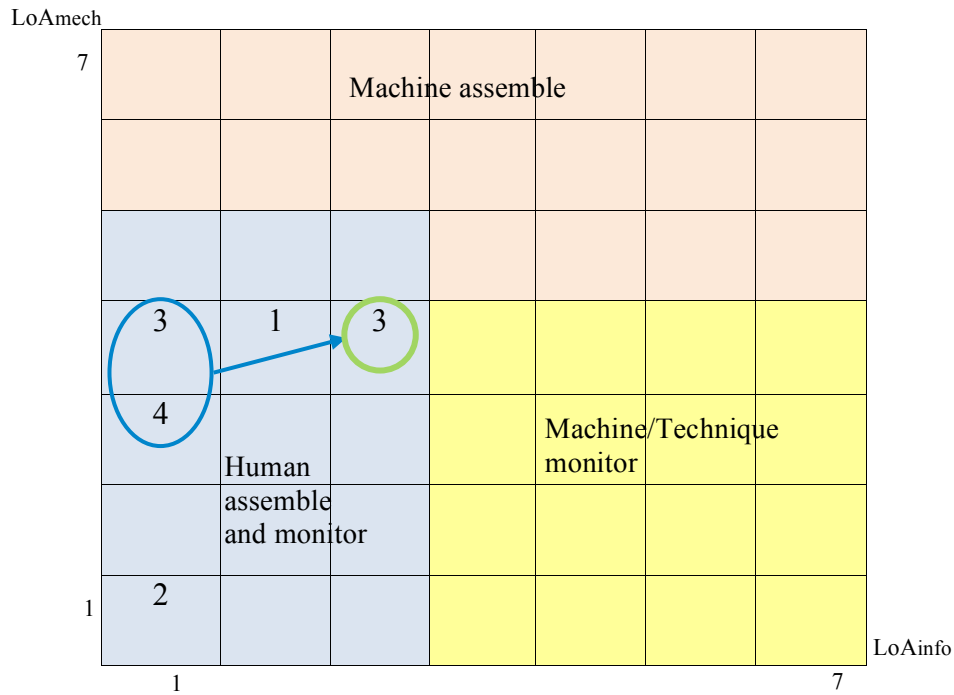 LoAmech
7
Machine assemble
3 1 3
4
Machine/Technique
monitor
Human
assemble
and monitor
2
1
LoAinfo
1 7